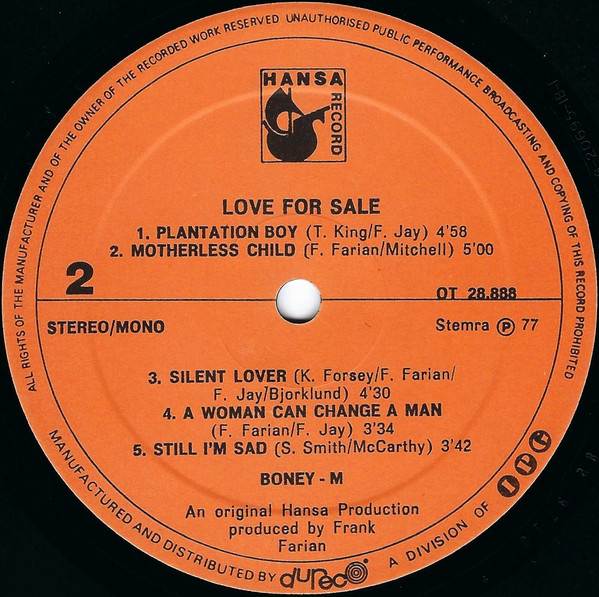 ALL RIGHTS OF THE MANUFACTURER AND OF THE OWNER OF THE RECORDED WORK RESERVED UNAUTHORISED PUBLIC PERFORMANCE BROADCASTING AND COPYING OF THIS RECORD PROHIBITED
HANSA
RECORD
LOVE FOR SALE
1. PLANTATION BOY (T. King/F. Jay) 4'58
2. MOTHERLESS CHILD (F. Farian/Mitchell) 5'00
2
OT 28.888
STEREO/MONO
Stemra Ⓟ 77
3. SILENT LOVER (K. Forsey/F. Farian/
F. Jay/Bjorklund) 4'30
4. A WOMAN CAN CHANGE A MAN
(F. Farian/F. Jay) 3'34
5. STILL I'M SAD (S. Smith/McCarthy) 3'42
BONEY - M
An original Hansa Production
produced by Frank
Farian
MANUFACTURED AND DISTRIBUTED BY dureco A DIVISION OF IPG